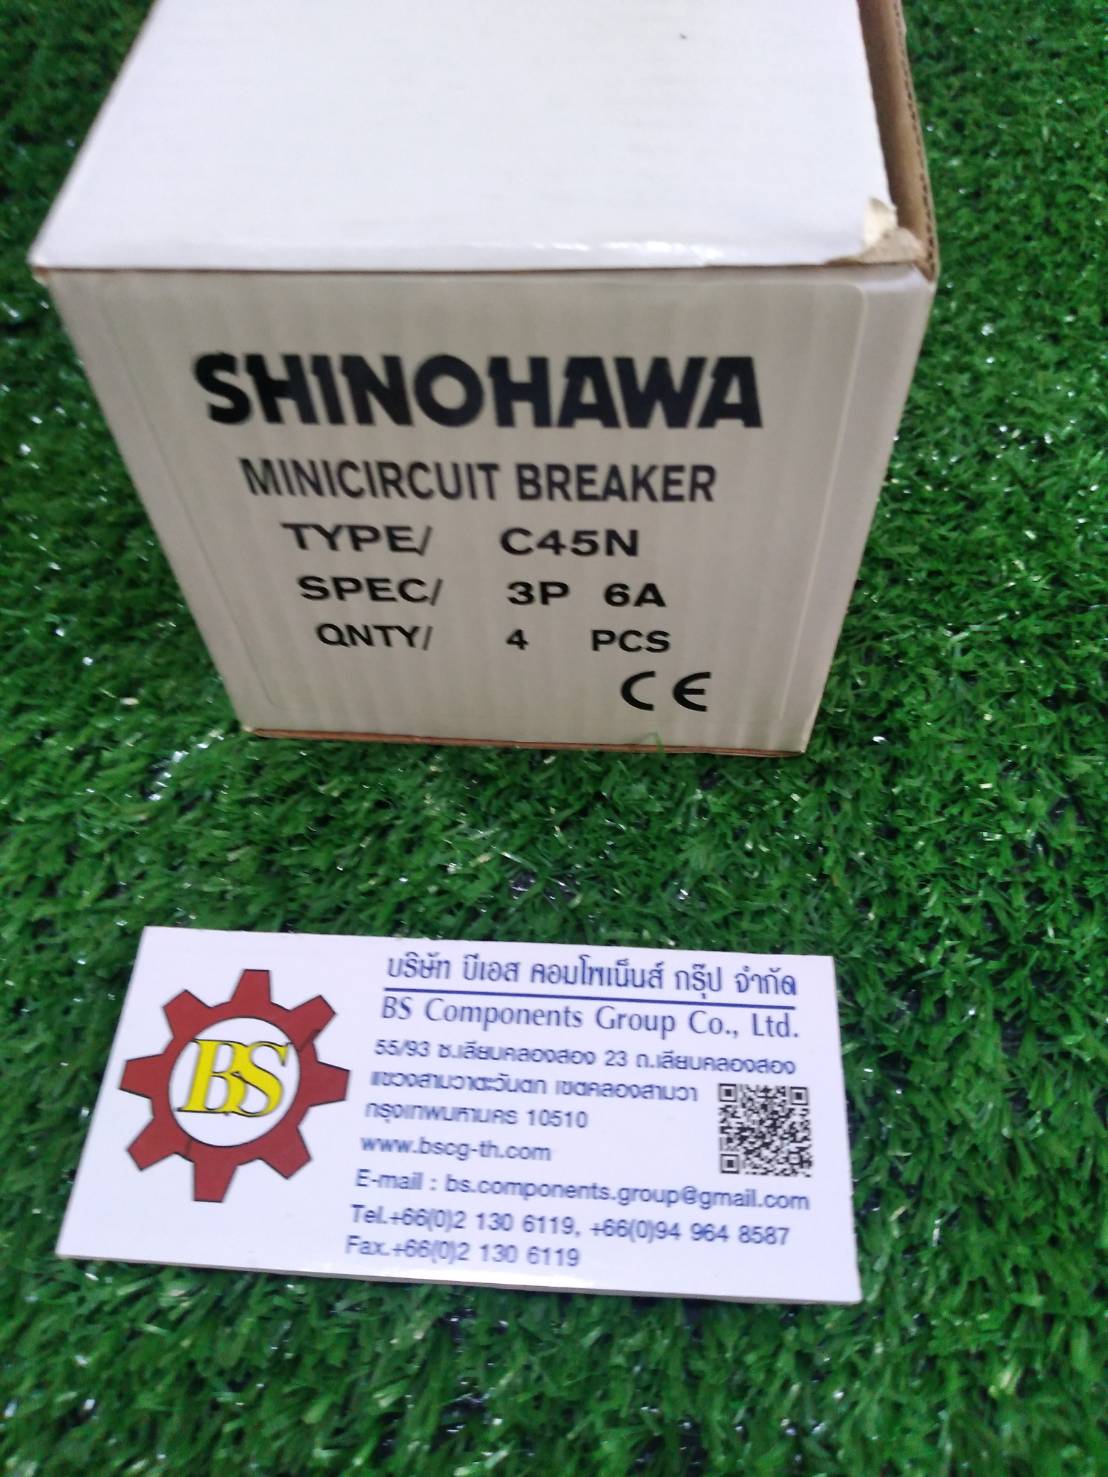 SHINOHAWA
MINICIRCUIT BREAKER
TYPE/ C45N
SPEC/ 3P 6A
QNTY/ 4 PCS
CE
BS
บริษัท บีเอส คอมโพเน็นส์ กรุ๊ป จำกัด
BS Components Group Co., Ltd.
55/93 ซ.เลียบคลองสอง 23 ถ.เลียบคลองสอง
แขวงสามวาตะวันตก เขตคลองสามวา
กรุงเทพมหานคร 10510
www.bscg-th.com
E-mail : bs.components.group@gmail.com
Tel.+66(0)2 130 6119, +66(0)94 964 8587
Fax.+66(0)2 130 6119